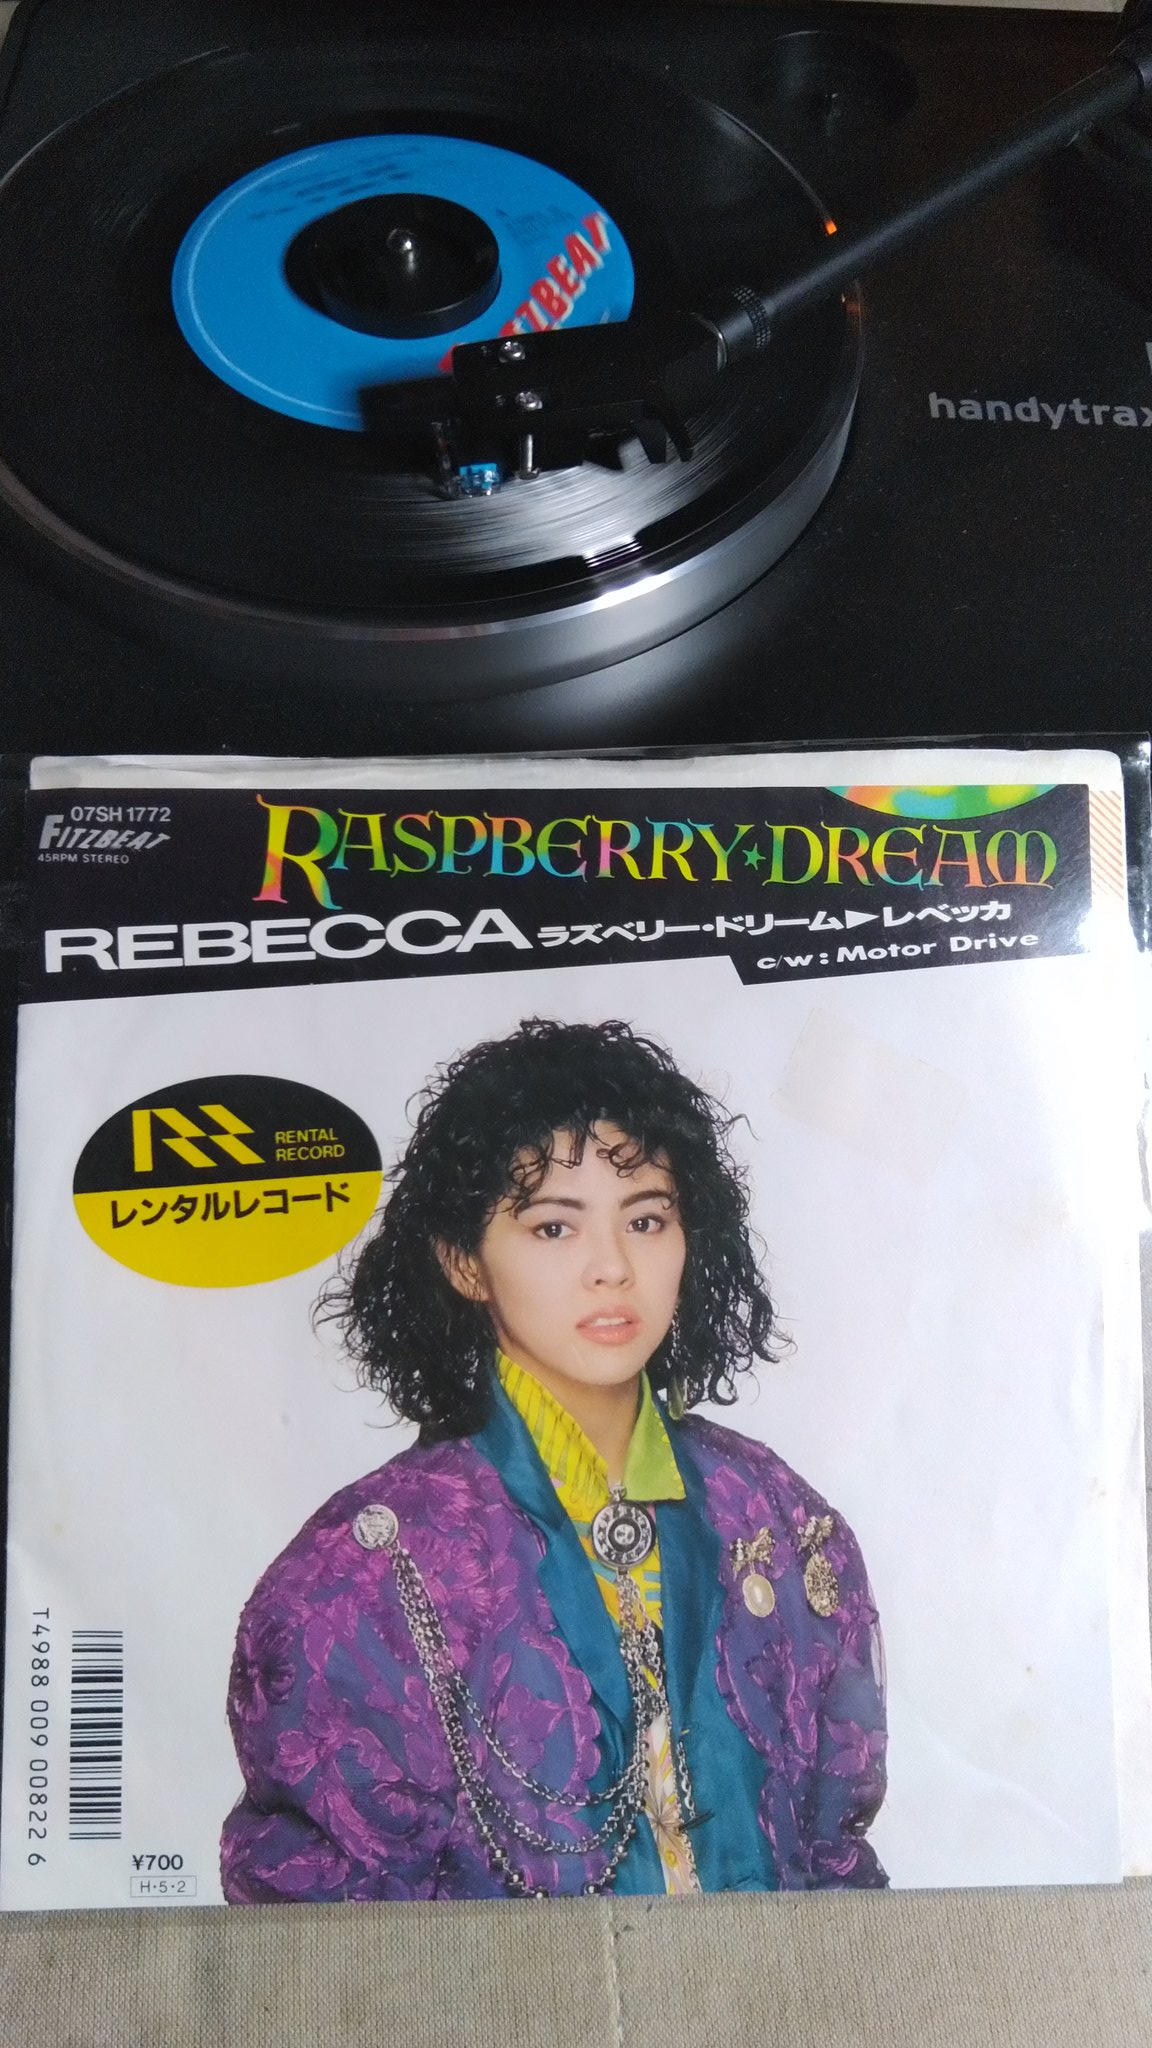 FITZBEAT
handytrax
07SH 1772
FITZBEAT
45RPM STEREO
RASPBERRY★DREAM
REBECCA ラズベリー・ドリーム▶レベッカ
c/w : Motor Drive
RENTAL
RECORD
レンタルレコード
T4988 009 00822 6
¥700
H・5・2